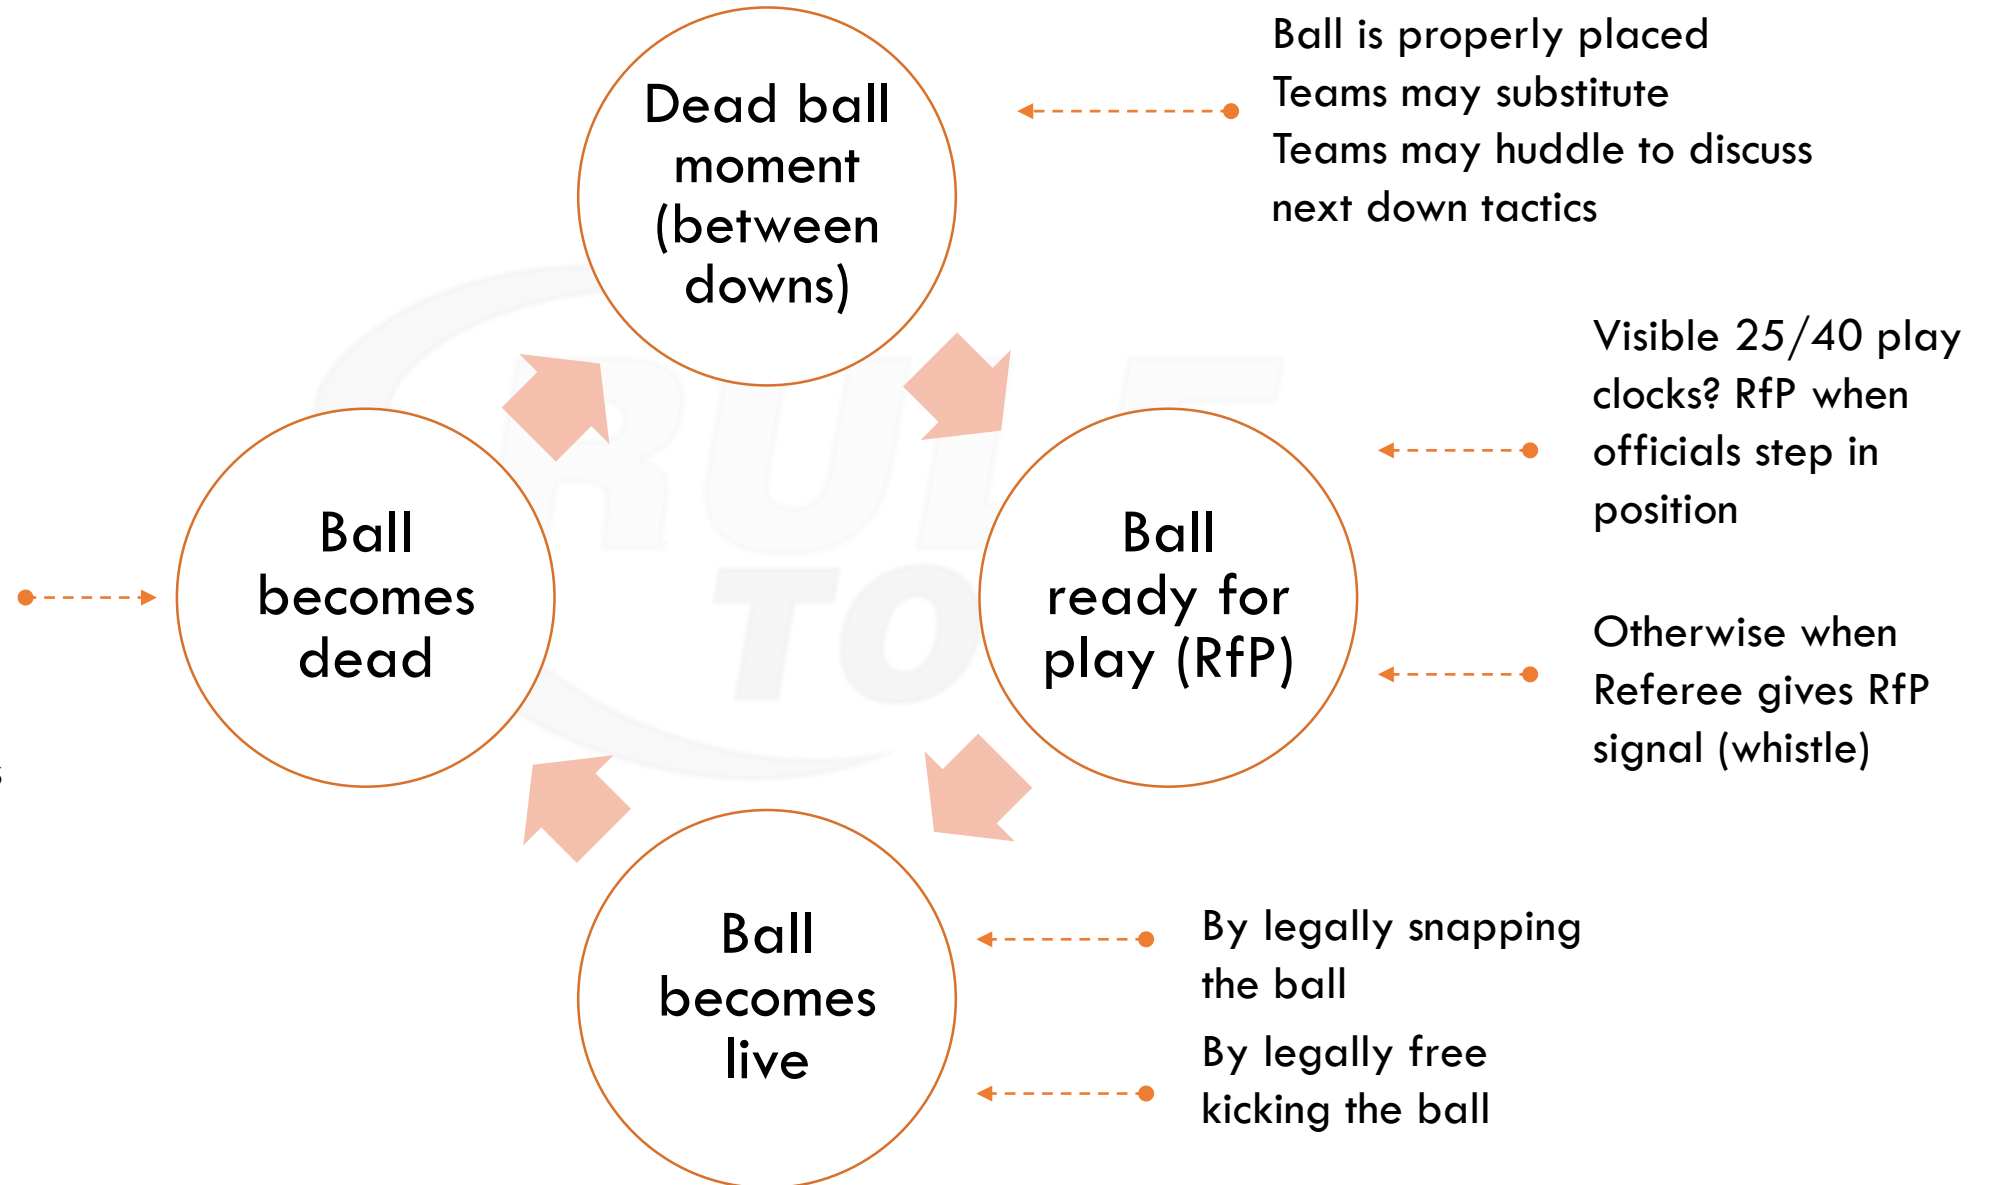 Dead ball
moment
(between
downs)
Ball is properly placed
Teams may substitute
Teams may huddle to discuss
next down tactics
Ball
ready for
play (RfP)
Visible 25/40 play
clocks? RfP when
officials step in
position
Otherwise when
Referee gives RfP
signal (whistle)
Ball
becomes
live
By legally snapping
the ball
By legally free
kicking the ball
Ball
becomes
dead
s
RUL
TO